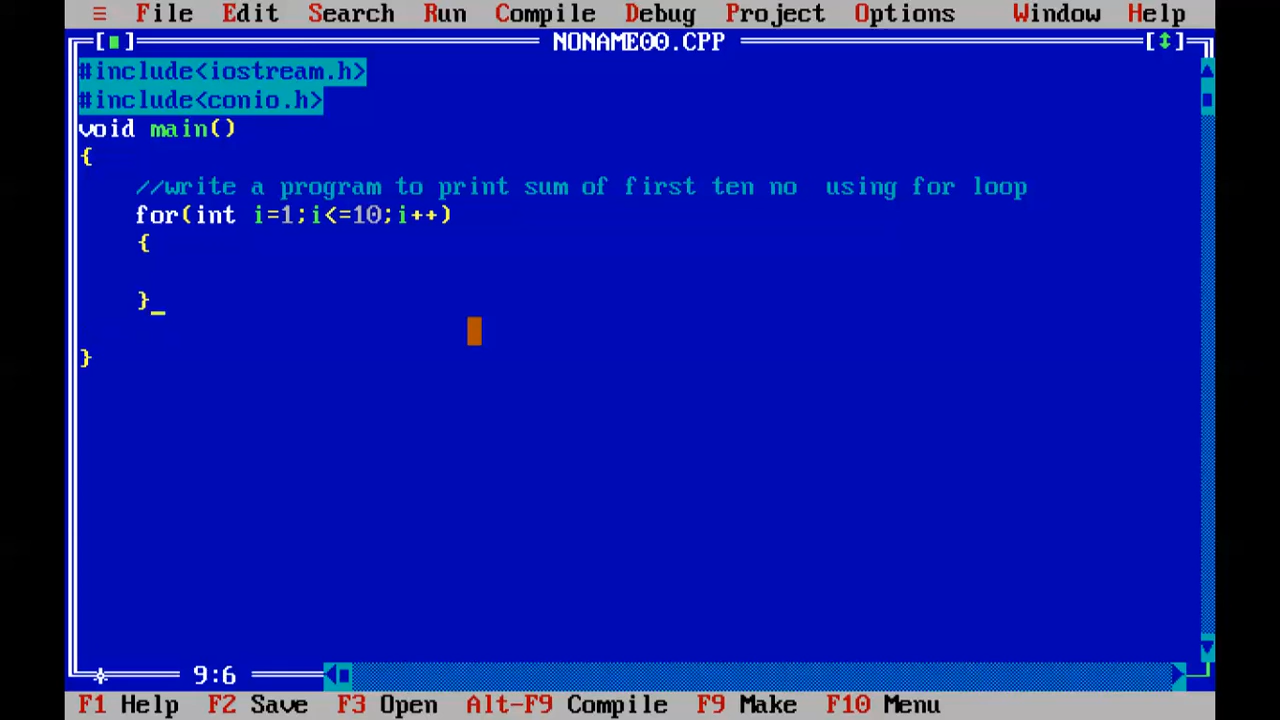 ≡ File Edit Search Run Compile Debug Project Options Window Help
[■] NONAME00.CPP [↕]
#include<iostream.h>
#include<conio.h>
void main()
{
//write a program to print sum of first ten no  using for loop
for(int i=1;i<=10;i++)
{
}
}
9:6
F1 Help F2 Save F3 Open Alt-F9 Compile F9 Make F10 Menu